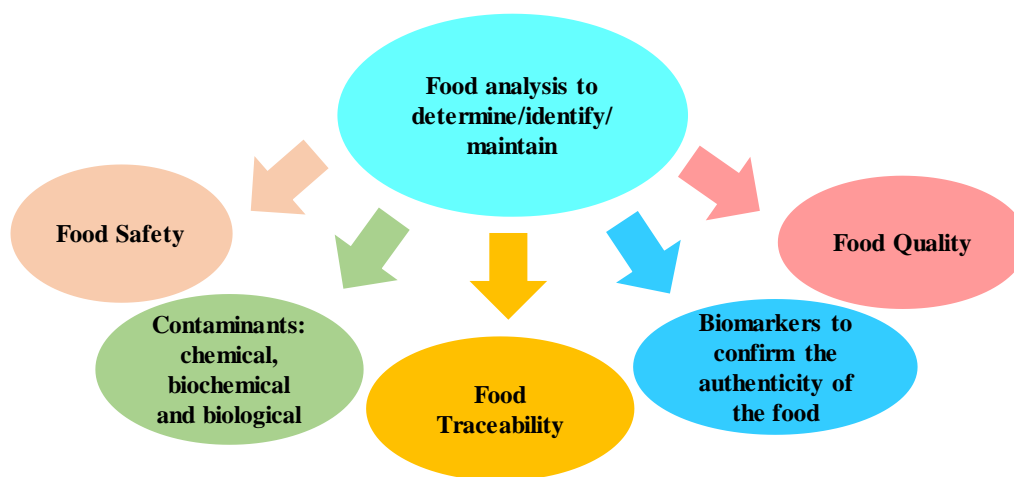 Food analysis to
determine/identify/
maintain
Food Safety
Food Quality
Contaminants:
chemical,
biochemical
and biological
Biomarkers to
confirm the
authenticity of
the food
Food
Traceability